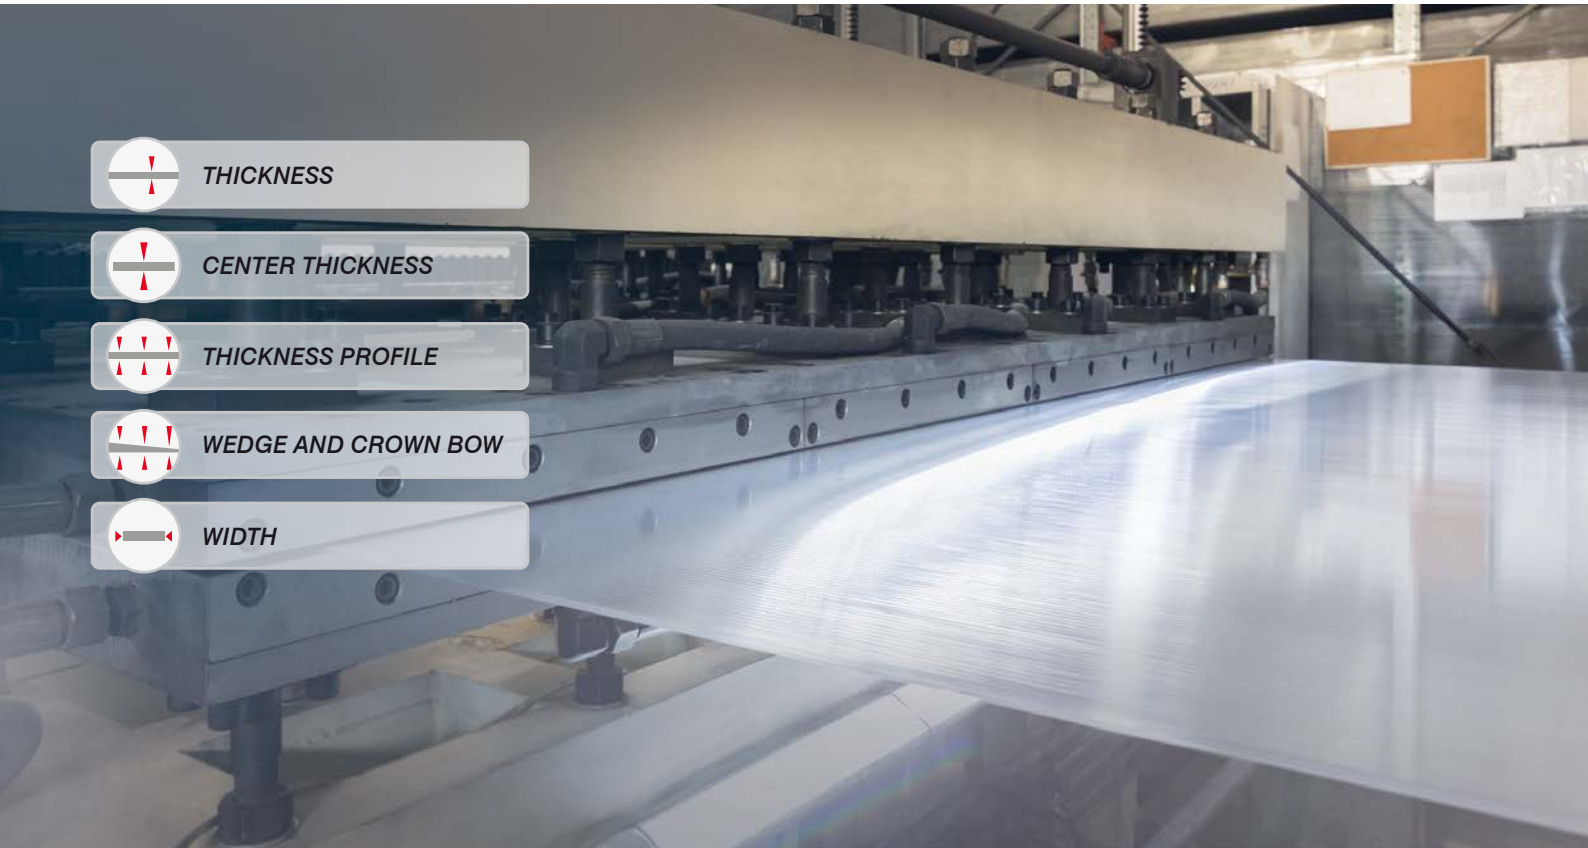 THICKNESS
CENTER THICKNESS
THICKNESS PROFILE
WEDGE AND CROWN BOW
WIDTH